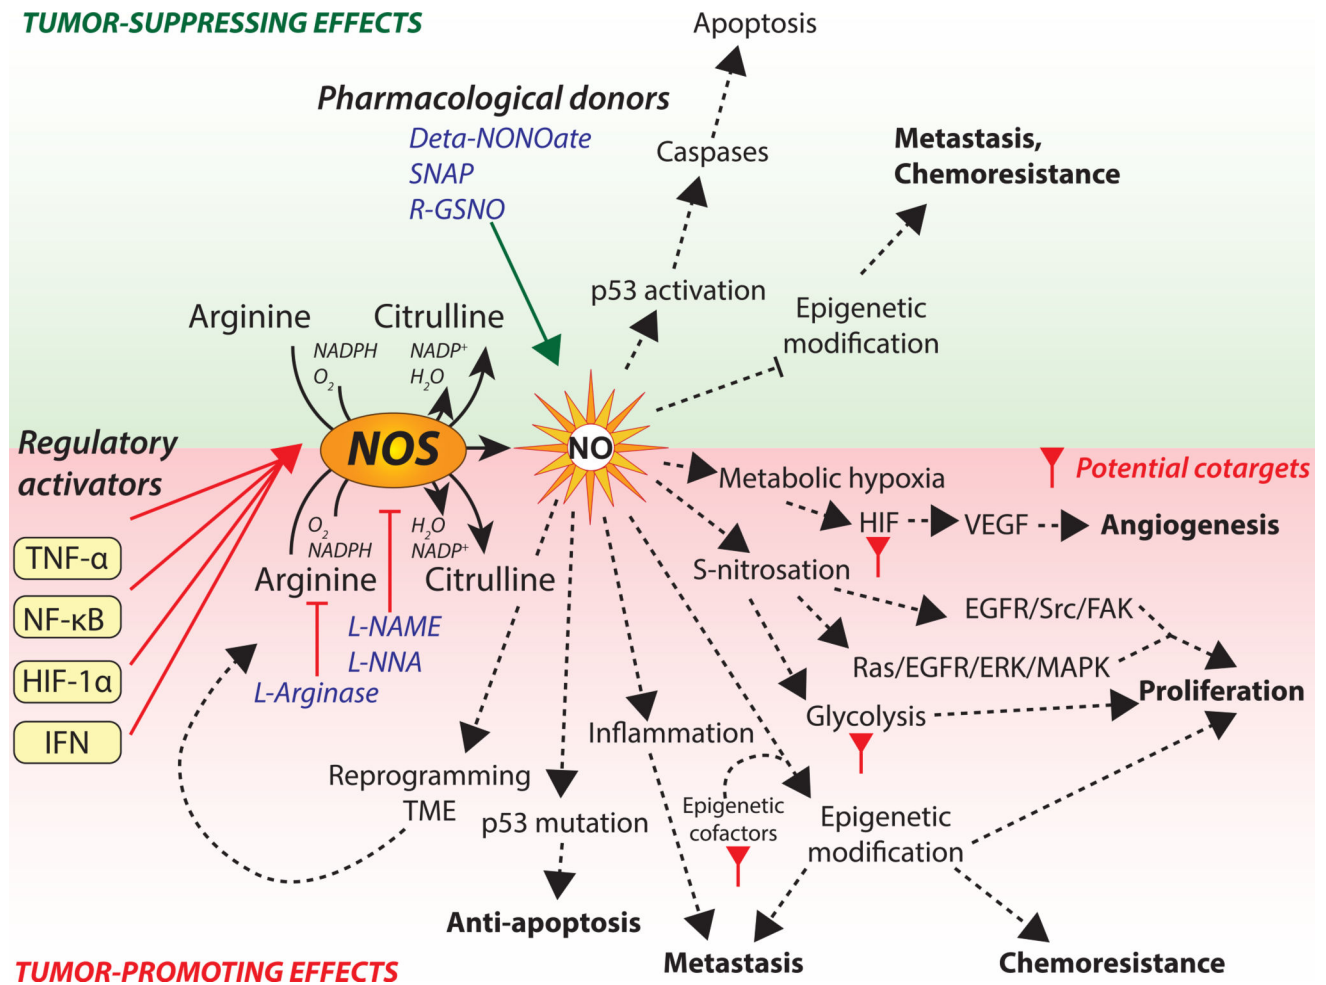 TUMOR-SUPPRESSING EFFECTS
Apoptosis
Pharmacological donors
Deta-NONOate
SNAP
R-GSNO
Caspases
Metastasis,
Chemoresistance
p53 activation
Epigenetic
modification
Arginine
Citrulline
NADPH
O2
NADP+
H2O
NOS
NO
Regulatory
activators
TNF-α
NF-κB
HIF-1α
IFN
O2
NADPH
H2O
NADP+
Arginine
Citrulline
L-NAME
L-NNA
L-Arginase
Potential cotargets
Metabolic hypoxia
HIF
VEGF
Angiogenesis
S-nitrosation
EGFR/Src/FAK
Ras/EGFR/ERK/MAPK
Proliferation
Glycolysis
Inflammation
Reprogramming
TME
p53 mutation
Epigenetic
cofactors
Epigenetic
modification
Anti-apoptosis
Metastasis
Chemoresistance
TUMOR-PROMOTING EFFECTS